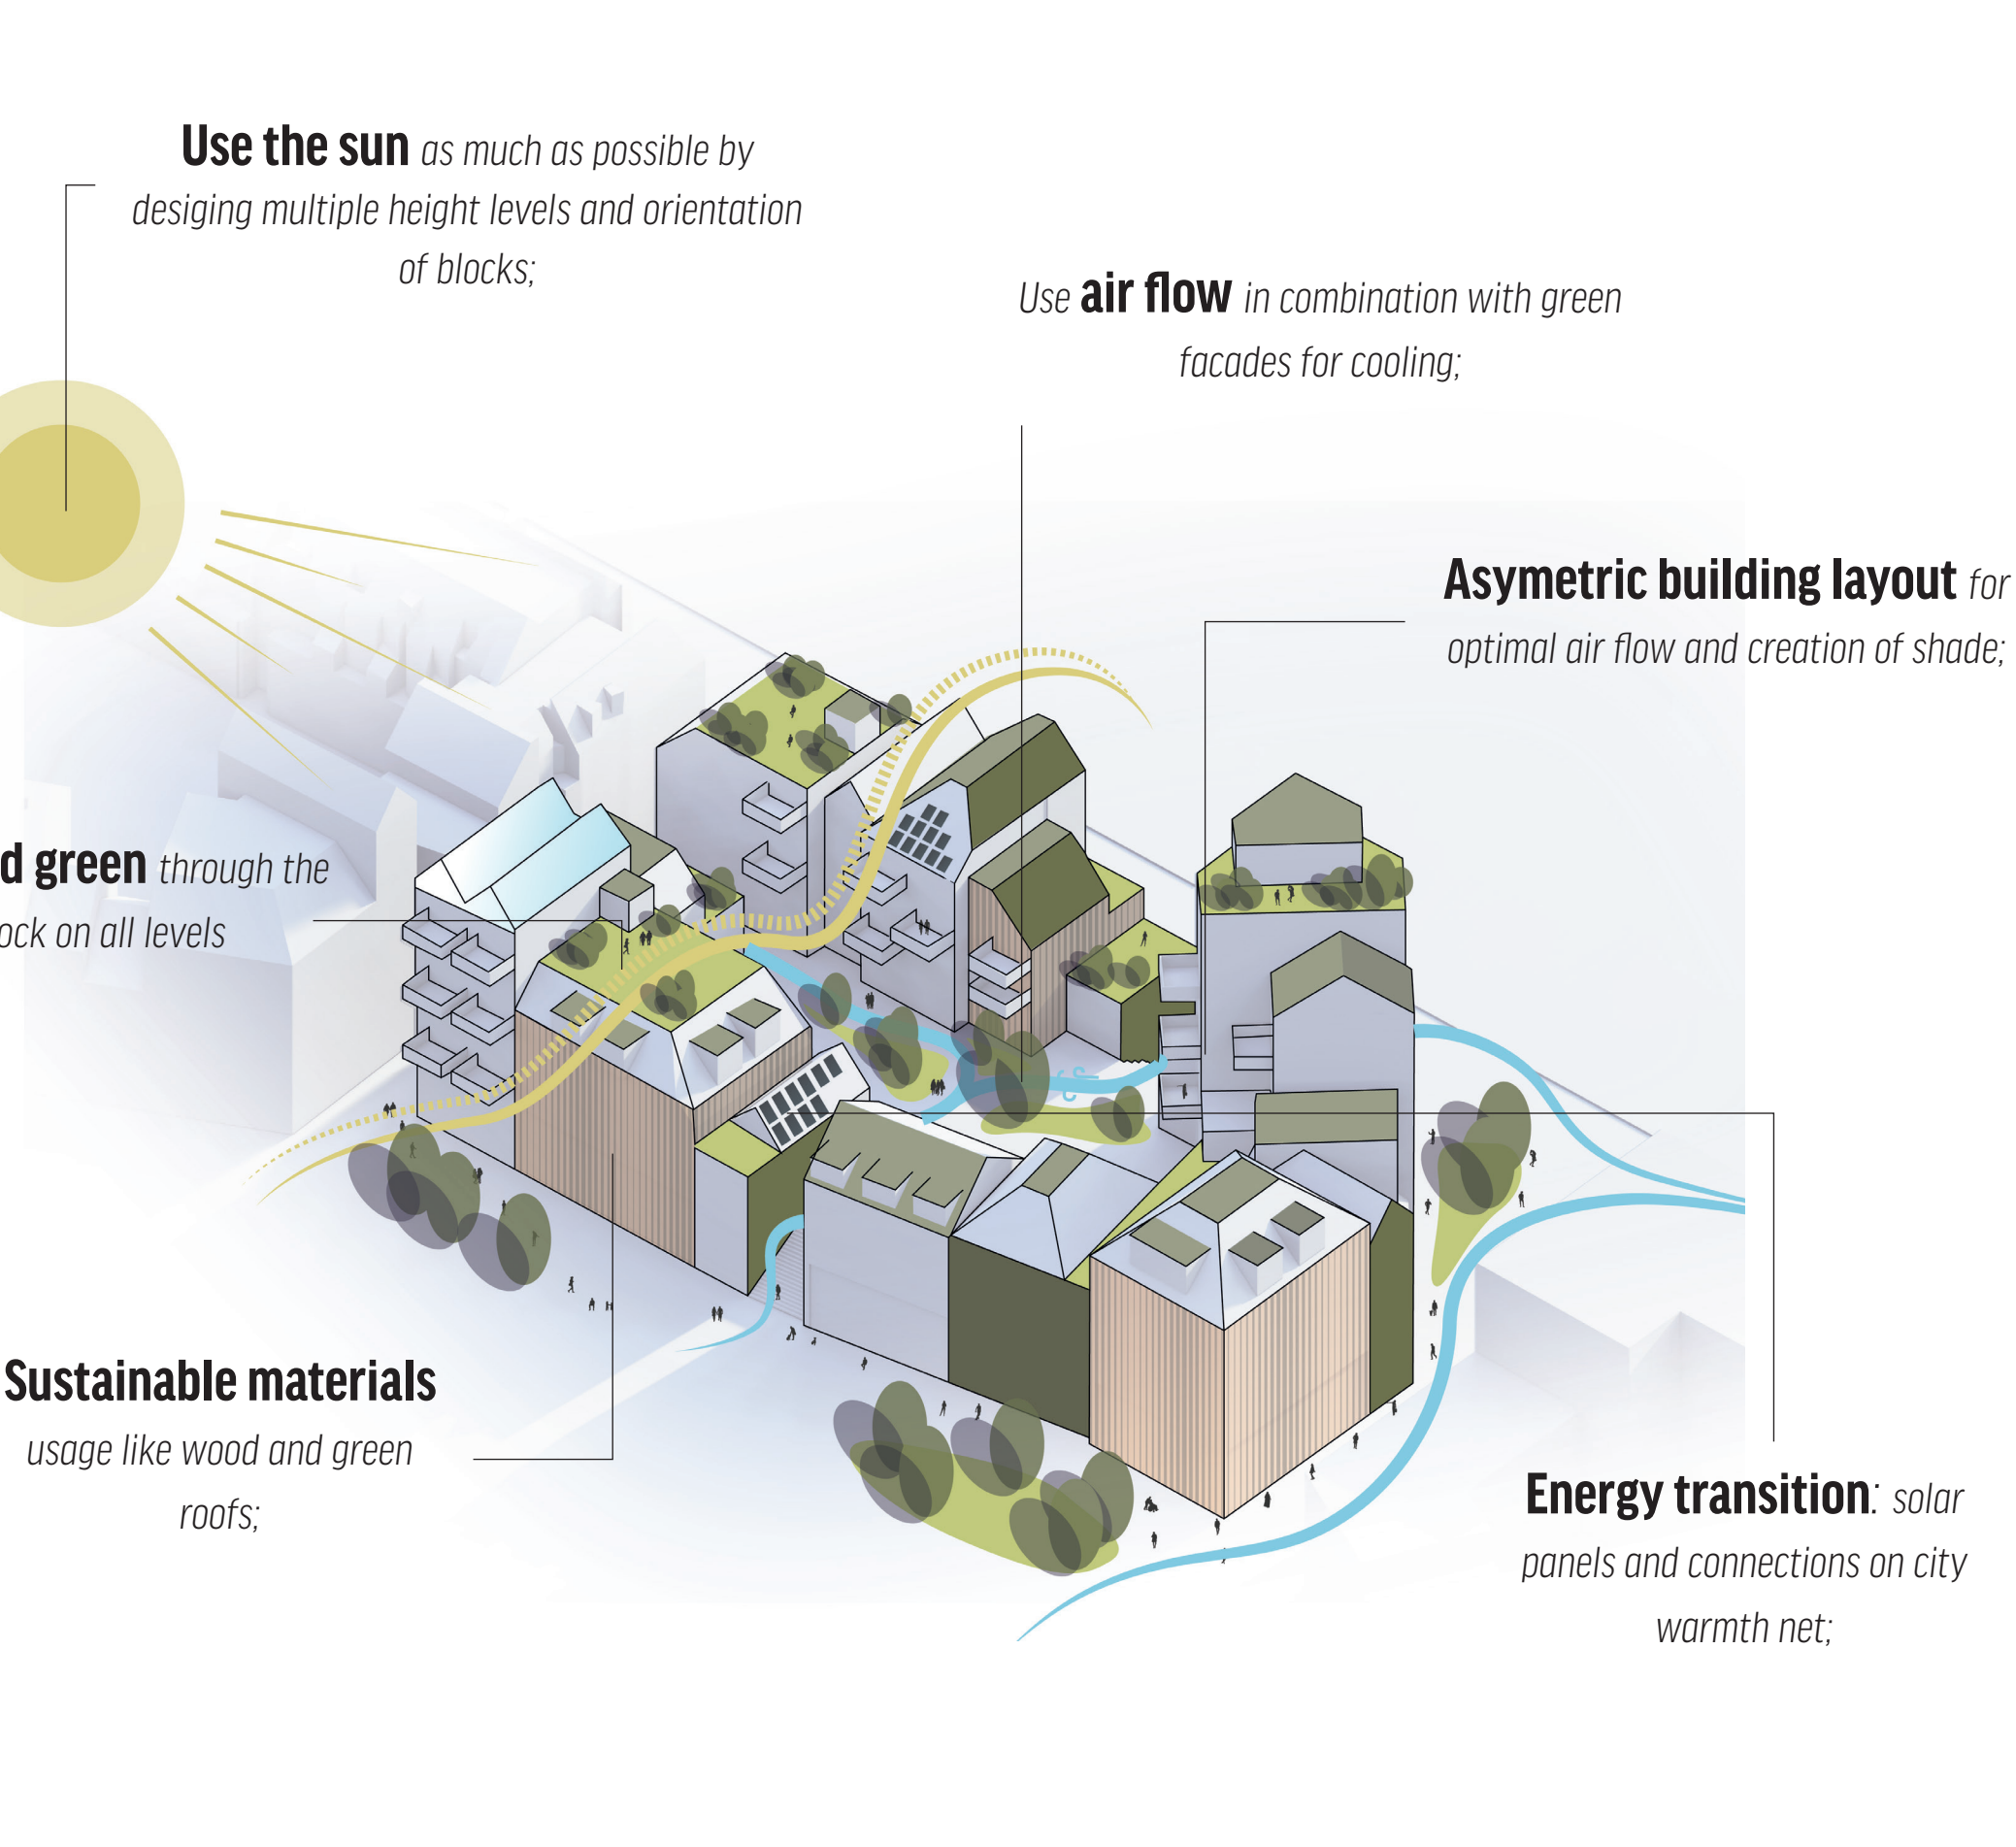 Use the sun as much as possible by
desiging multiple height levels and orientation
of blocks;
Use air flow in combination with green
facades for cooling;
Asymetric building layout for
optimal air flow and creation of shade;
green through the
on all levels
Sustainable materials
usage like wood and green
roofs;
Energy transition: solar
panels and connections on city
warmth net;